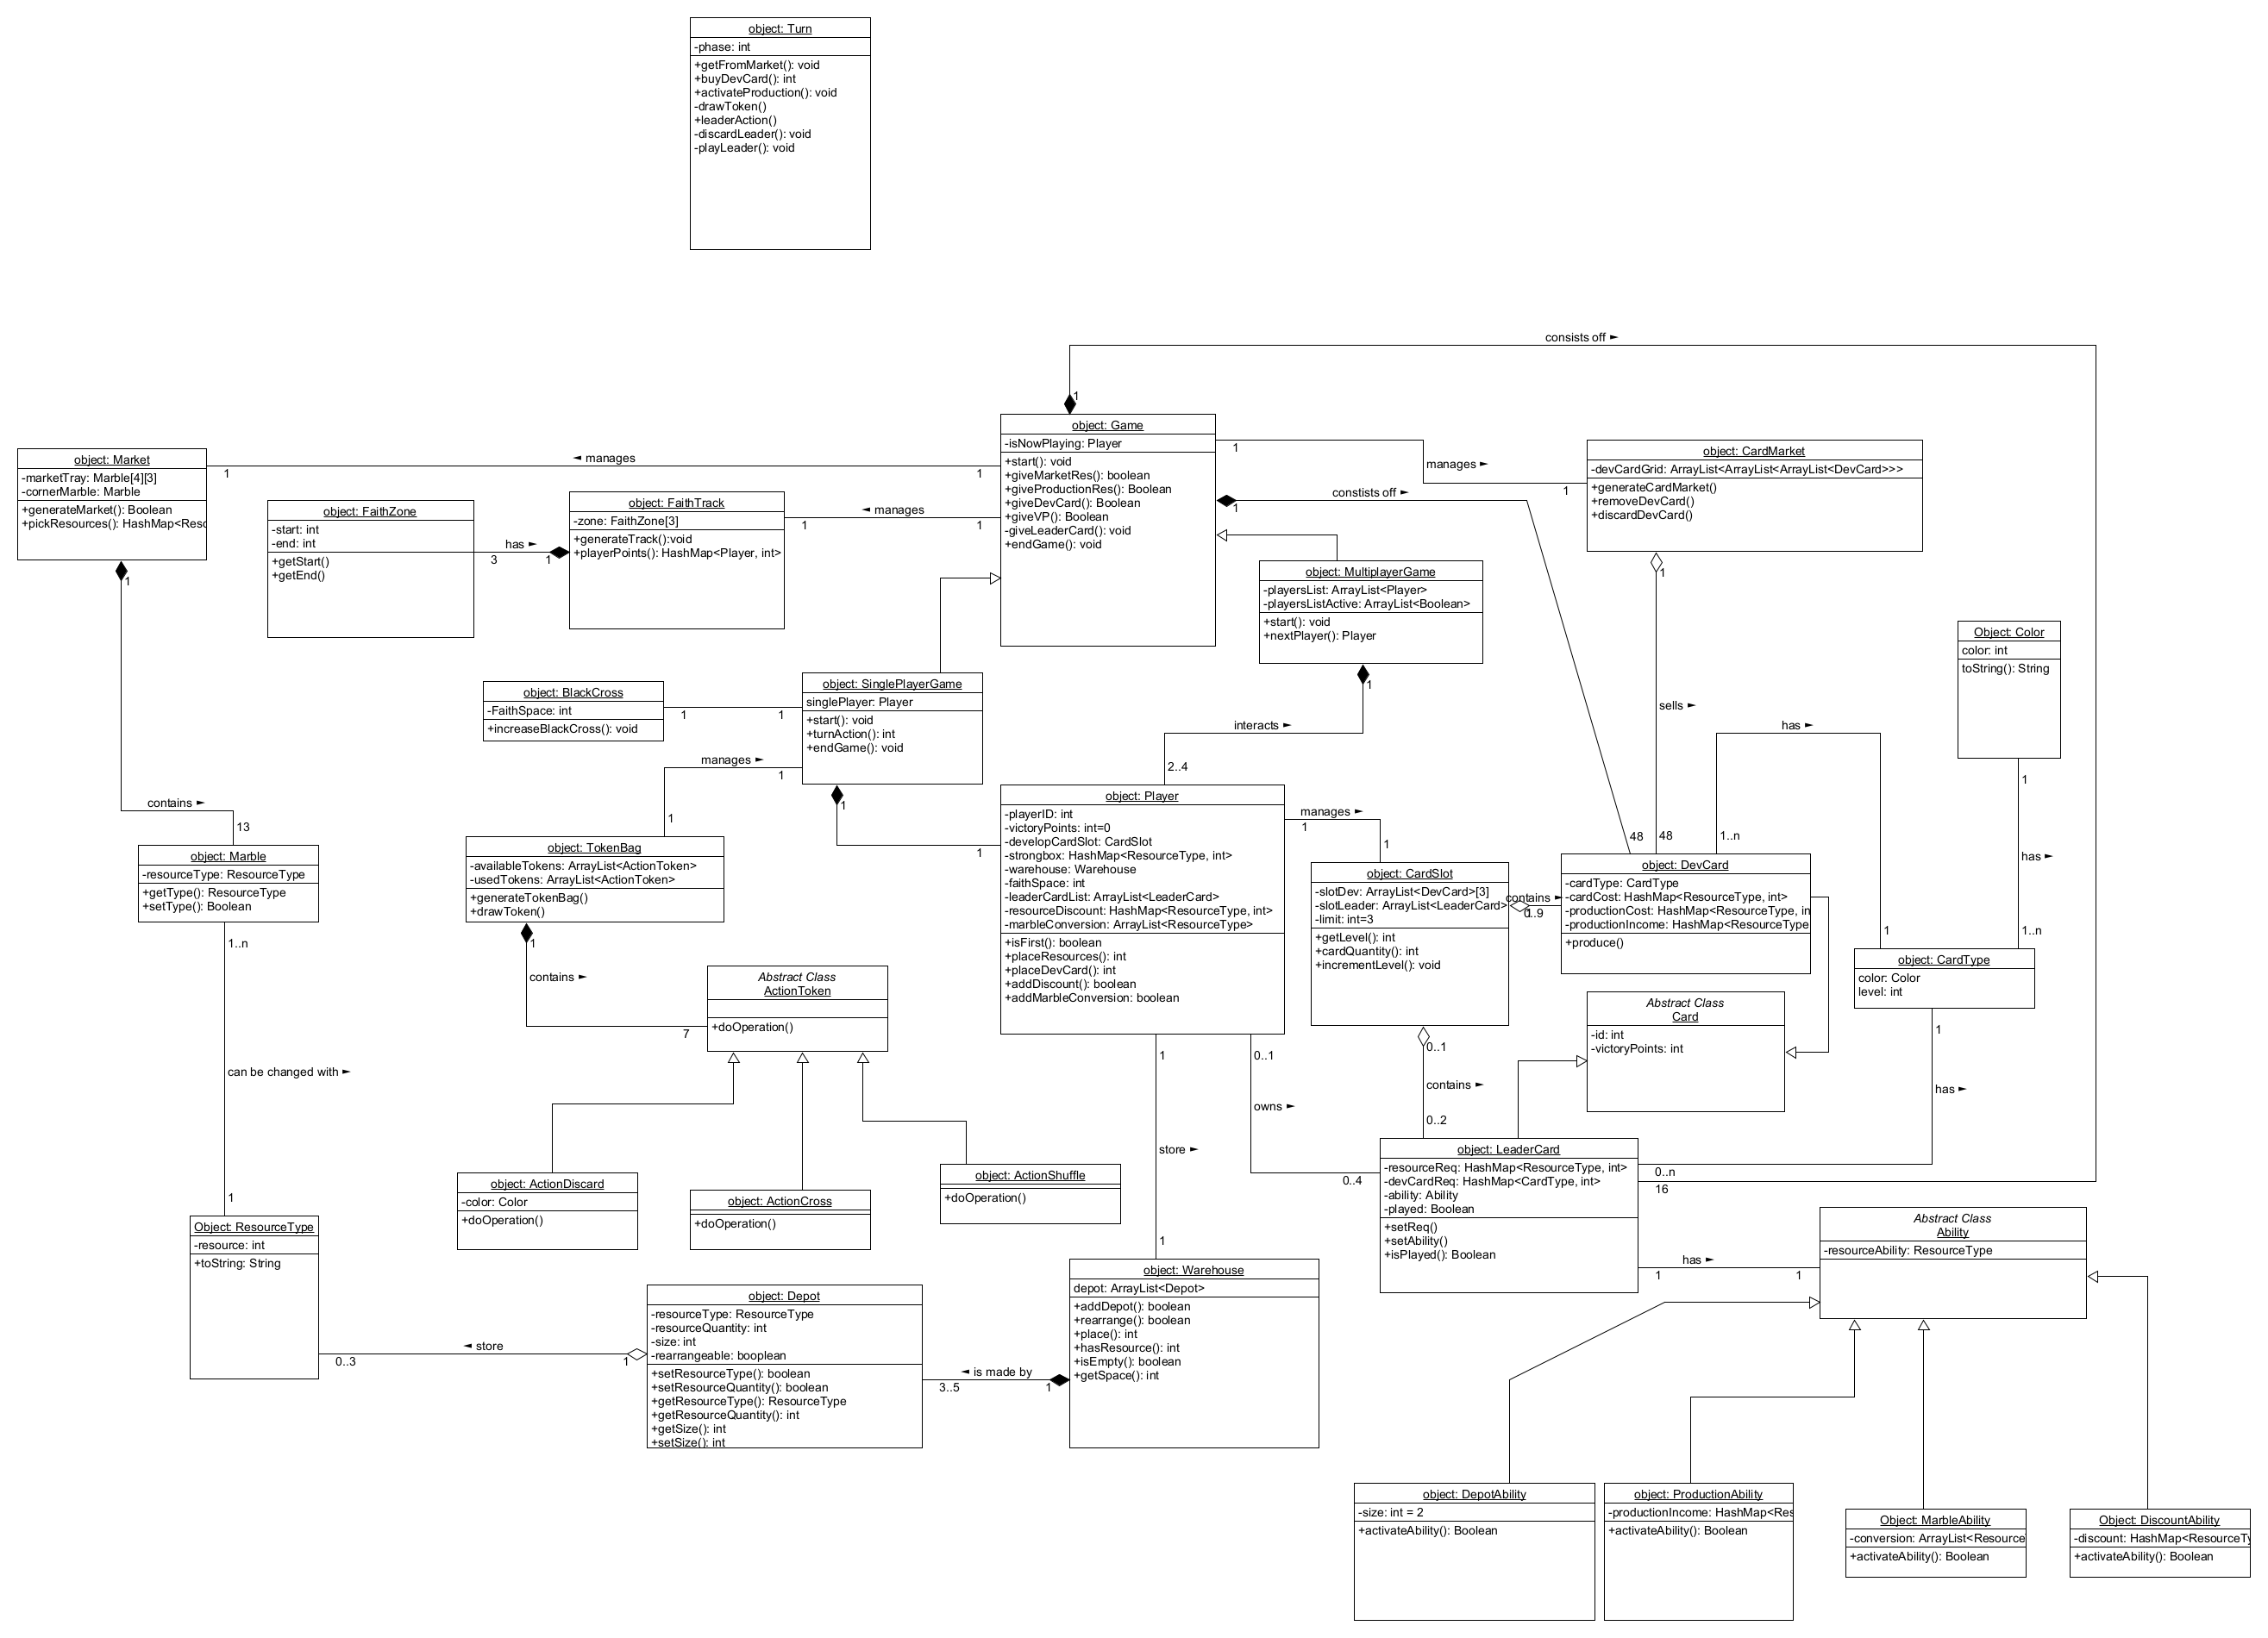 object: Turn
-phase: int
+getFromMarket(): void
+buyDevCard(): int
+activateProduction(): void
-drawToken()
+leaderAction()
-discardLeader(): void
-playLeader(): void
consists off ►
1
object: Game
-isNowPlaying: Player
+start(): void
+giveMarketRes(): boolean
+giveProductionRes(): Boolean
+giveDevCard(): Boolean
+giveVP(): Boolean
-giveLeaderCard(): void
+endGame(): void
1
manages ►
1
object: CardMarket
-devCardGrid: ArrayList<ArrayList<ArrayList<DevCard>>>
+generateCardMarket()
+removeDevCard()
+discardDevCard()
object: Market
-marketTray: Marble[4][3]
-cornerMarble: Marble
+generateMarket(): Boolean
+pickResources(): HashMap<Reso
1
◄ manages
1
object: FaithZone
-start: int
-end: int
+getStart()
+getEnd()
has ►
3
1
object: FaithTrack
-zone: FaithZone[3]
+generateTrack():void
+playerPoints(): HashMap<Player, int>
◄ manages
1
1
constists off ►
1
object: MultiplayerGame
-playersList: ArrayList<Player>
-playersListActive: ArrayList<Boolean>
+start(): void
+nextPlayer(): Player
1
1
1
Object: Color
color: int
toString(): String
object: BlackCross
-FaithSpace: int
+increaseBlackCross(): void
1
1
object: SinglePlayerGame
singlePlayer: Player
+start(): void
+turnAction(): int
+endGame(): void
manages ►
1
1
1
1
interacts ►
2..4
sells ►
has ►
1
has ►
contains ►
13
48
48
1..n
1
1..n
object: Marble
-resourceType: ResourceType
+getType(): ResourceType
+setType(): Boolean
object: TokenBag
-availableTokens: ArrayList<ActionToken>
-usedTokens: ArrayList<ActionToken>
+generateTokenBag()
+drawToken()
object: Player
-playerID: int
-victoryPoints: int=0
-developCardSlot: CardSlot
-strongbox: HashMap<ResourceType, int>
-warehouse: Warehouse
-faithSpace: int
-leaderCardList: ArrayList<LeaderCard>
-resourceDiscount: HashMap<ResourceType, int>
-marbleConversion: ArrayList<ResourceType>
+isFirst(): boolean
+placeResources(): int
+placeDevCard(): int
+addDiscount(): boolean
+addMarbleConversion: boolean
manages ►
1
1
object: CardSlot
-slotDev: ArrayList<DevCard>[3]
-slotLeader: ArrayList<LeaderCard>
-limit: int=3
+getLevel(): int
+cardQuantity(): int
+incrementLevel(): void
contains ►
0..9
object: DevCard
-cardType: CardType
-cardCost: HashMap<ResourceType, int>
-productionCost: HashMap<ResourceType, in
-productionIncome: HashMap<ResourceType
+produce()
object: CardType
color: Color
level: int
1
contains ►
7
Abstract Class
ActionToken
+doOperation()
Abstract Class
Card
-id: int
-victoryPoints: int
1..n
can be changed with ►
1
1
store ►
1
0..1
owns ►
0..4
0..1
contains ►
0..2
1
has ►
0..n
16
object: ActionDiscard
-color: Color
+doOperation()
object: ActionCross
+doOperation()
object: ActionShuffle
+doOperation()
object: LeaderCard
-resourceReq: HashMap<ResourceType, int>
-devCardReq: HashMap<CardType, int>
-ability: Ability
-played: Boolean
+setReq()
+setAbility()
+isPlayed(): Boolean
has ►
1
1
Abstract Class
Ability
-resourceAbility: ResourceType
Object: ResourceType
-resource: int
+toString: String
◄ store
0..3
1
object: Depot
-resourceType: ResourceType
-resourceQuantity: int
-size: int
-rearrangeable: booplean
+setResourceType(): boolean
+setResourceQuantity(): boolean
+getResourceType(): ResourceType
+getResourceQuantity(): int
+getSize(): int
+setSize(): int
◄ is made by
3..5
1
object: Warehouse
depot: ArrayList<Depot>
+addDepot(): boolean
+rearrange(): boolean
+place(): int
+hasResource(): int
+isEmpty(): boolean
+getSpace(): int
object: DepotAbility
-size: int = 2
+activateAbility(): Boolean
object: ProductionAbility
-productionIncome: HashMap<Res
+activateAbility(): Boolean
Object: MarbleAbility
-conversion: ArrayList<Resource
+activateAbility(): Boolean
Object: DiscountAbility
-discount: HashMap<ResourceTy
+activateAbility(): Boolean